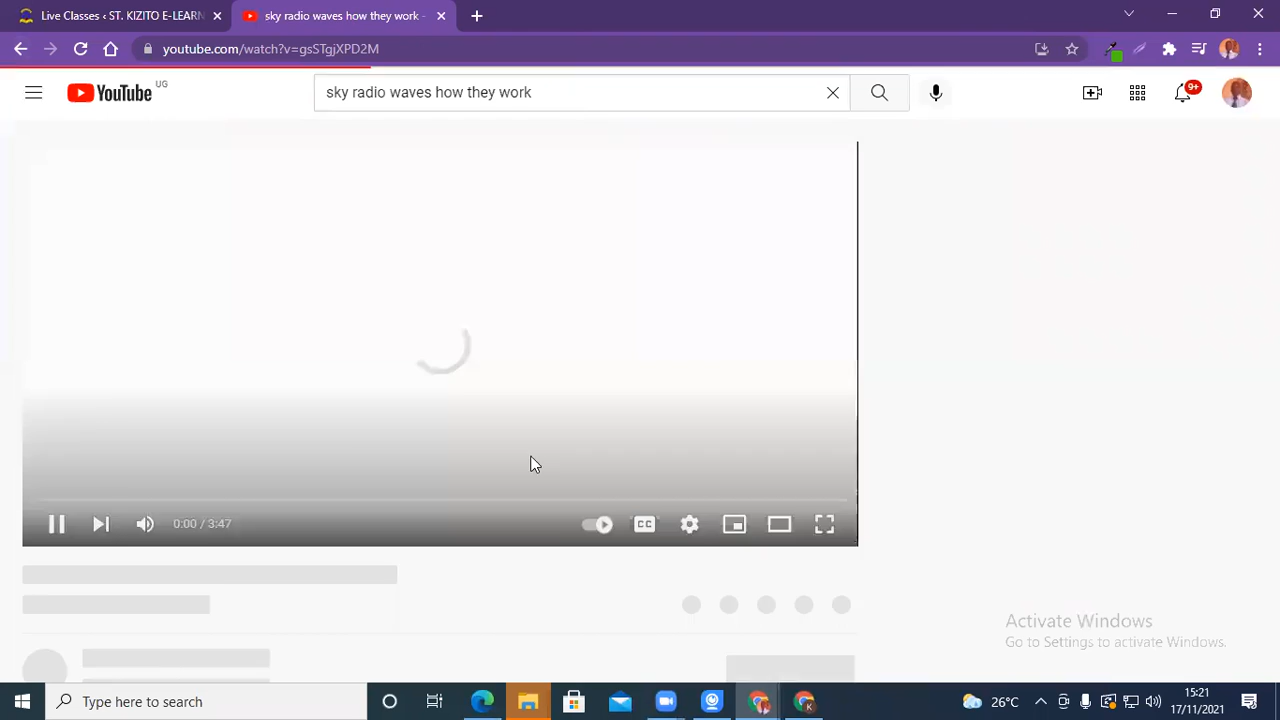 Live Classes < ST. KIZITO E-LEARN
sky radio waves how they work -
youtube.com/watch?v=gsSTgjXPD2M
YouTube UG
sky radio waves how they work
9+
0:00 / 3:47
CC
Activate Windows
Go to Settings to activate Windows.
Type here to search
K
26°C
15:21
17/11/2021